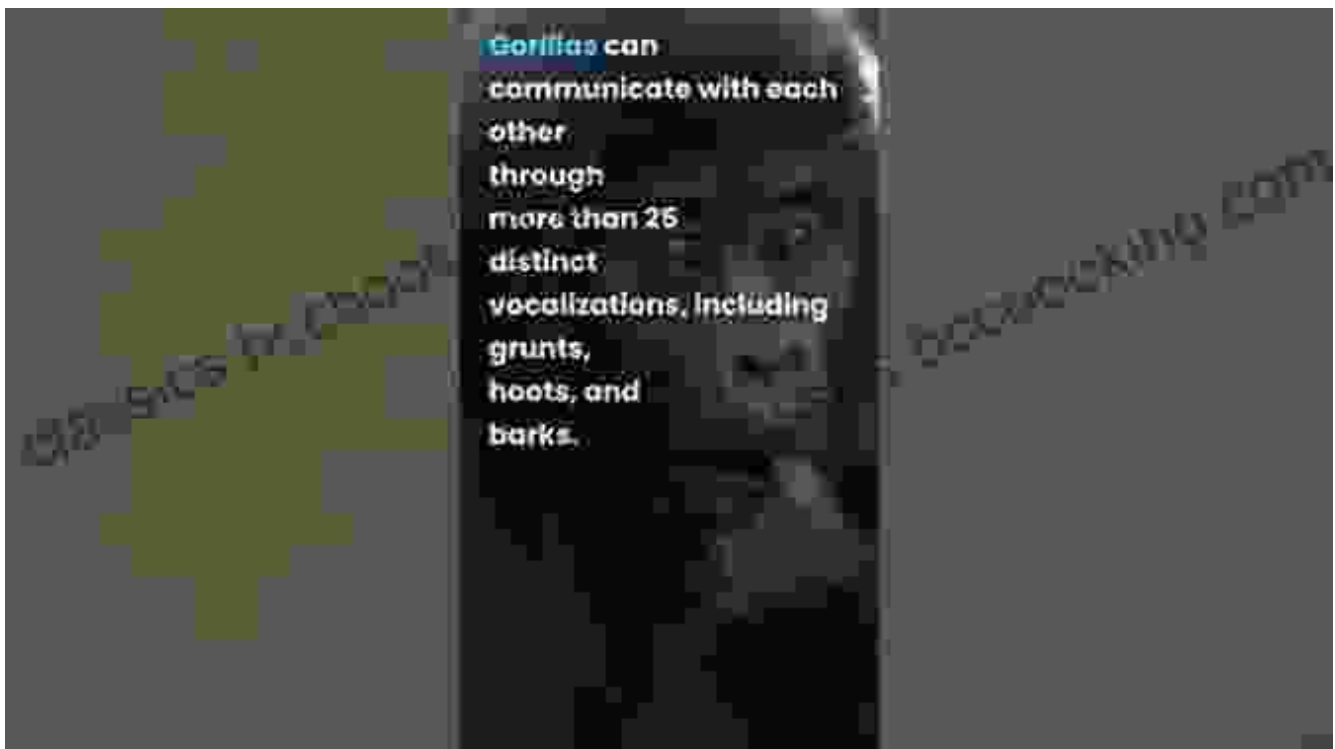 Gorillas can
communicate with each
other
through
more than 25
distinct
vocalizations, including
grunts,
hoots, and
barks.